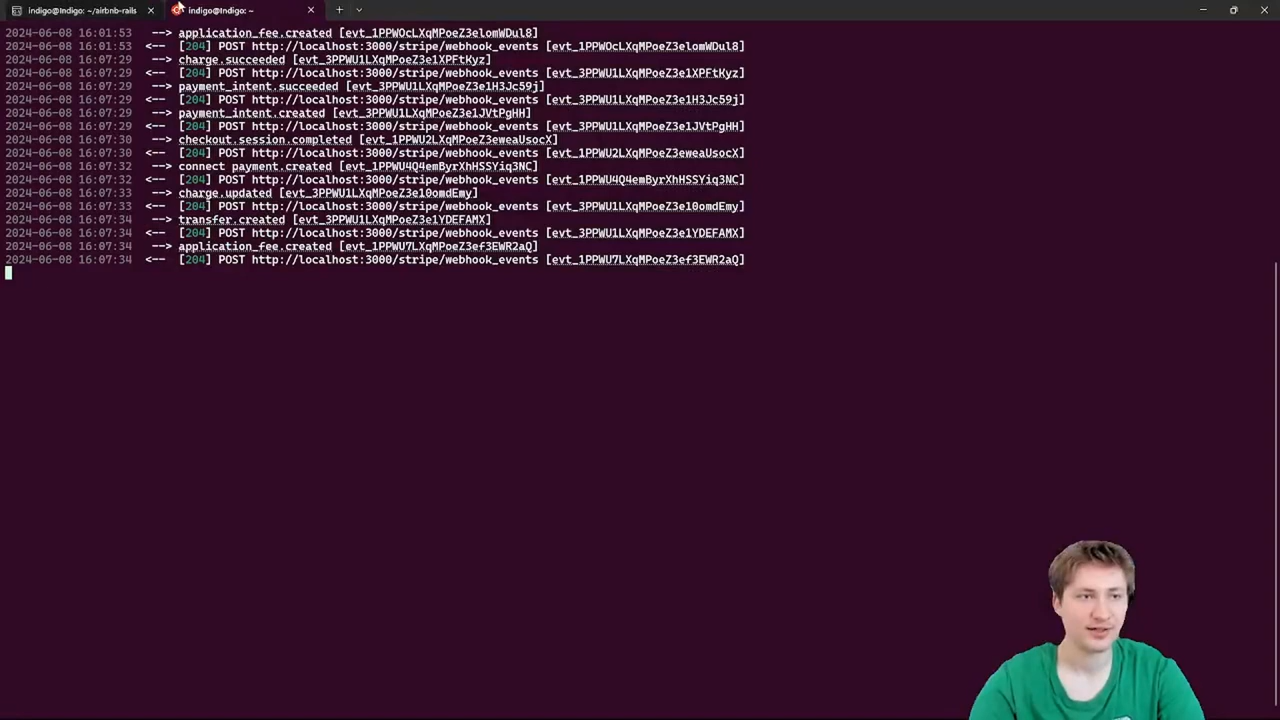 indigo@Indigo: ~/airbnb-rails
indigo@Indigo: ~
2024-06-08 16:01:53 --> application_fee.created [evt_1PPWOcLXqMPoeZ3elomWDul8]
2024-06-08 16:01:53 <-- [204] POST http://localhost:3000/stripe/webhook_events [evt_1PPWOcLXqMPoeZ3elomWDul8]
2024-06-08 16:07:29 --> charge.succeeded [evt_3PPWU1LXqMPoeZ3e1XPFtKyz]
2024-06-08 16:07:29 <-- [204] POST http://localhost:3000/stripe/webhook_events [evt_3PPWU1LXqMPoeZ3e1XPFtKyz]
2024-06-08 16:07:29 --> payment_intent.succeeded [evt_3PPWU1LXqMPoeZ3e1H3Jc59j]
2024-06-08 16:07:29 <-- [204] POST http://localhost:3000/stripe/webhook_events [evt_3PPWU1LXqMPoeZ3e1H3Jc59j]
2024-06-08 16:07:29 --> payment_intent.created [evt_3PPWU1LXqMPoeZ3e1JVtPgHH]
2024-06-08 16:07:29 <-- [204] POST http://localhost:3000/stripe/webhook_events [evt_3PPWU1LXqMPoeZ3e1JVtPgHH]
2024-06-08 16:07:30 --> checkout.session.completed [evt_1PPWU2LXqMPoeZ3eweaUsocX]
2024-06-08 16:07:30 <-- [204] POST http://localhost:3000/stripe/webhook_events [evt_1PPWU2LXqMPoeZ3eweaUsocX]
2024-06-08 16:07:32 --> connect payment.created [evt_1PPWU4Q4emByrXhHSSYiq3NC]
2024-06-08 16:07:32 <-- [204] POST http://localhost:3000/stripe/webhook_events [evt_1PPWU4Q4emByrXhHSSYiq3NC]
2024-06-08 16:07:33 --> charge.updated [evt_3PPWU1LXqMPoeZ3e10omdEmy]
2024-06-08 16:07:33 <-- [204] POST http://localhost:3000/stripe/webhook_events [evt_3PPWU1LXqMPoeZ3e10omdEmy]
2024-06-08 16:07:34 --> transfer.created [evt_3PPWU1LXqMPoeZ3e1YDEFAMX]
2024-06-08 16:07:34 <-- [204] POST http://localhost:3000/stripe/webhook_events [evt_3PPWU1LXqMPoeZ3e1YDEFAMX]
2024-06-08 16:07:34 --> application_fee.created [evt_1PPWU7LXqMPoeZ3ef3EWR2aQ]
2024-06-08 16:07:34 <-- [204] POST http://localhost:3000/stripe/webhook_events [evt_1PPWU7LXqMPoeZ3ef3EWR2aQ]